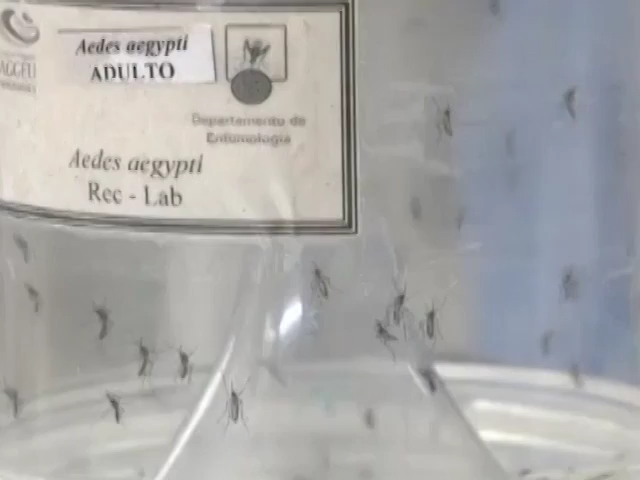 Aedes aegypti
ADULTO
Departamento de
Entomologia
Aedes aegypti
Rec - Lab